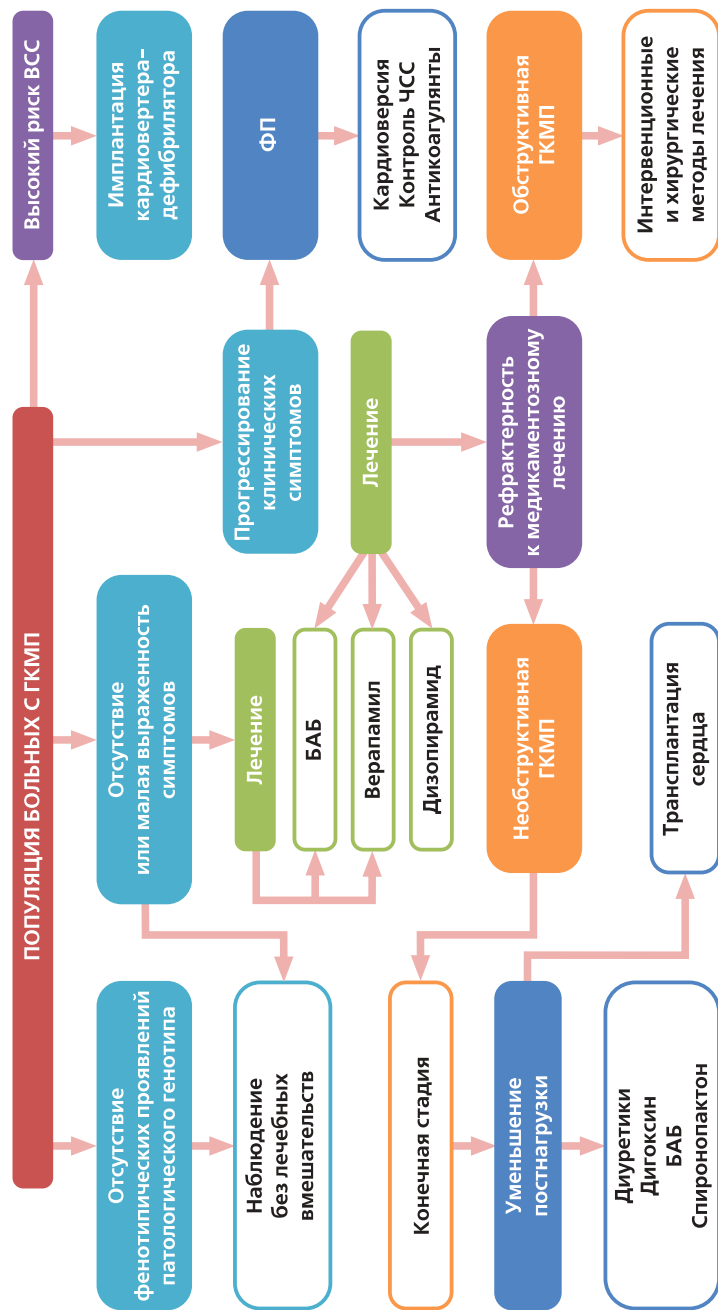 ПОПУЛЯЦИЯ БОЛЬНЫХ С ГКМП
Высокий риск ВСС
Отсутствие
фенотипических проявлений
патологического генотипа
Отсутствие
или малая выраженность
симптомов
Имплантация
кардиовертера–
дефибрилятора
Наблюдение
без лечебных
вмешательств
Лечение
Прогрессирование
клинических
симптомов
ФП
БАБ
Верапамил
Дизопирамид
Лечение
Кардиоверсия
Контроль ЧСС
Антикоагулянты
Конечная стадия
Необструктивная
ГКМП
Рефрактерность
к медикаментозному
лечению
Обструктивная
ГКМП
Уменьшение
постнагрузки
Трансплантация
сердца
Интервенционные
и хирургические
методы лечения
Диуретики
Дигоксин
БАБ
Спиронопактон